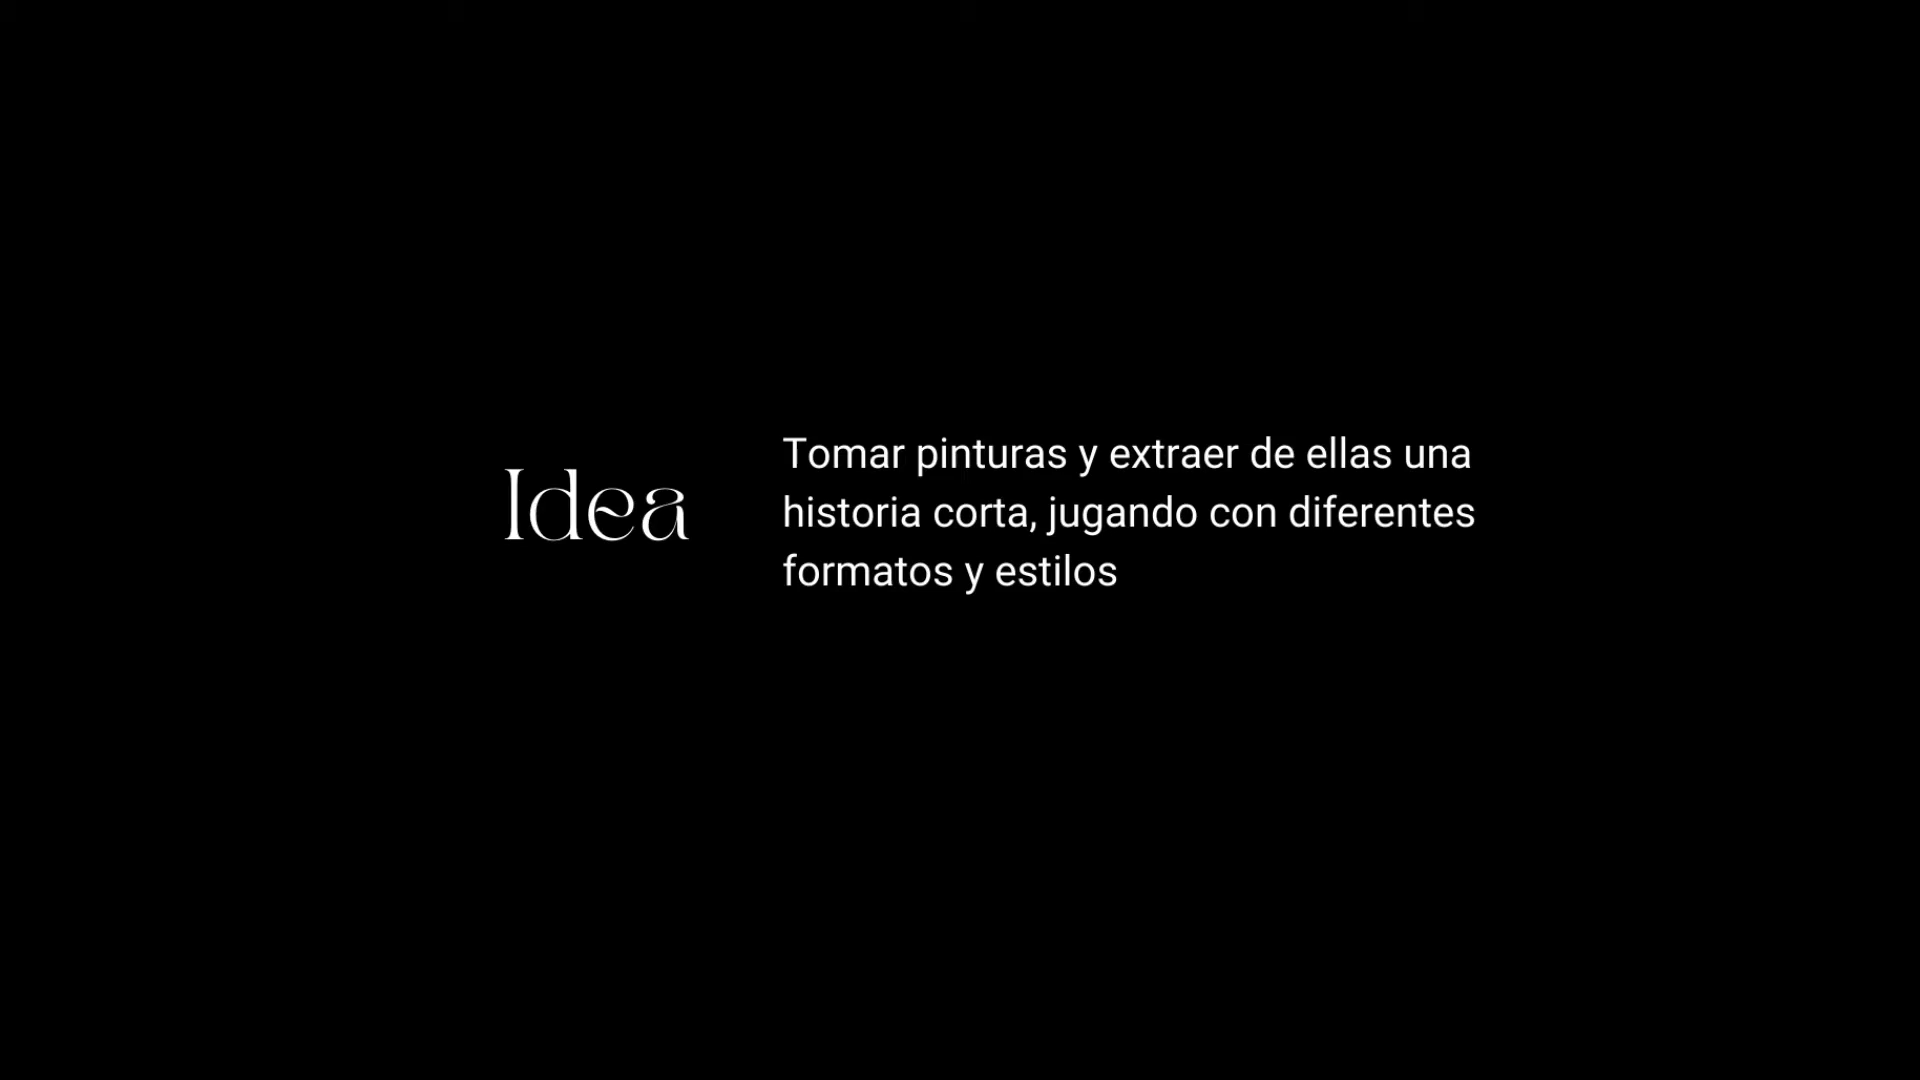 Idea
Tomar pinturas y extraer de ellas una
historia corta, jugando con diferentes
formatos y estilos